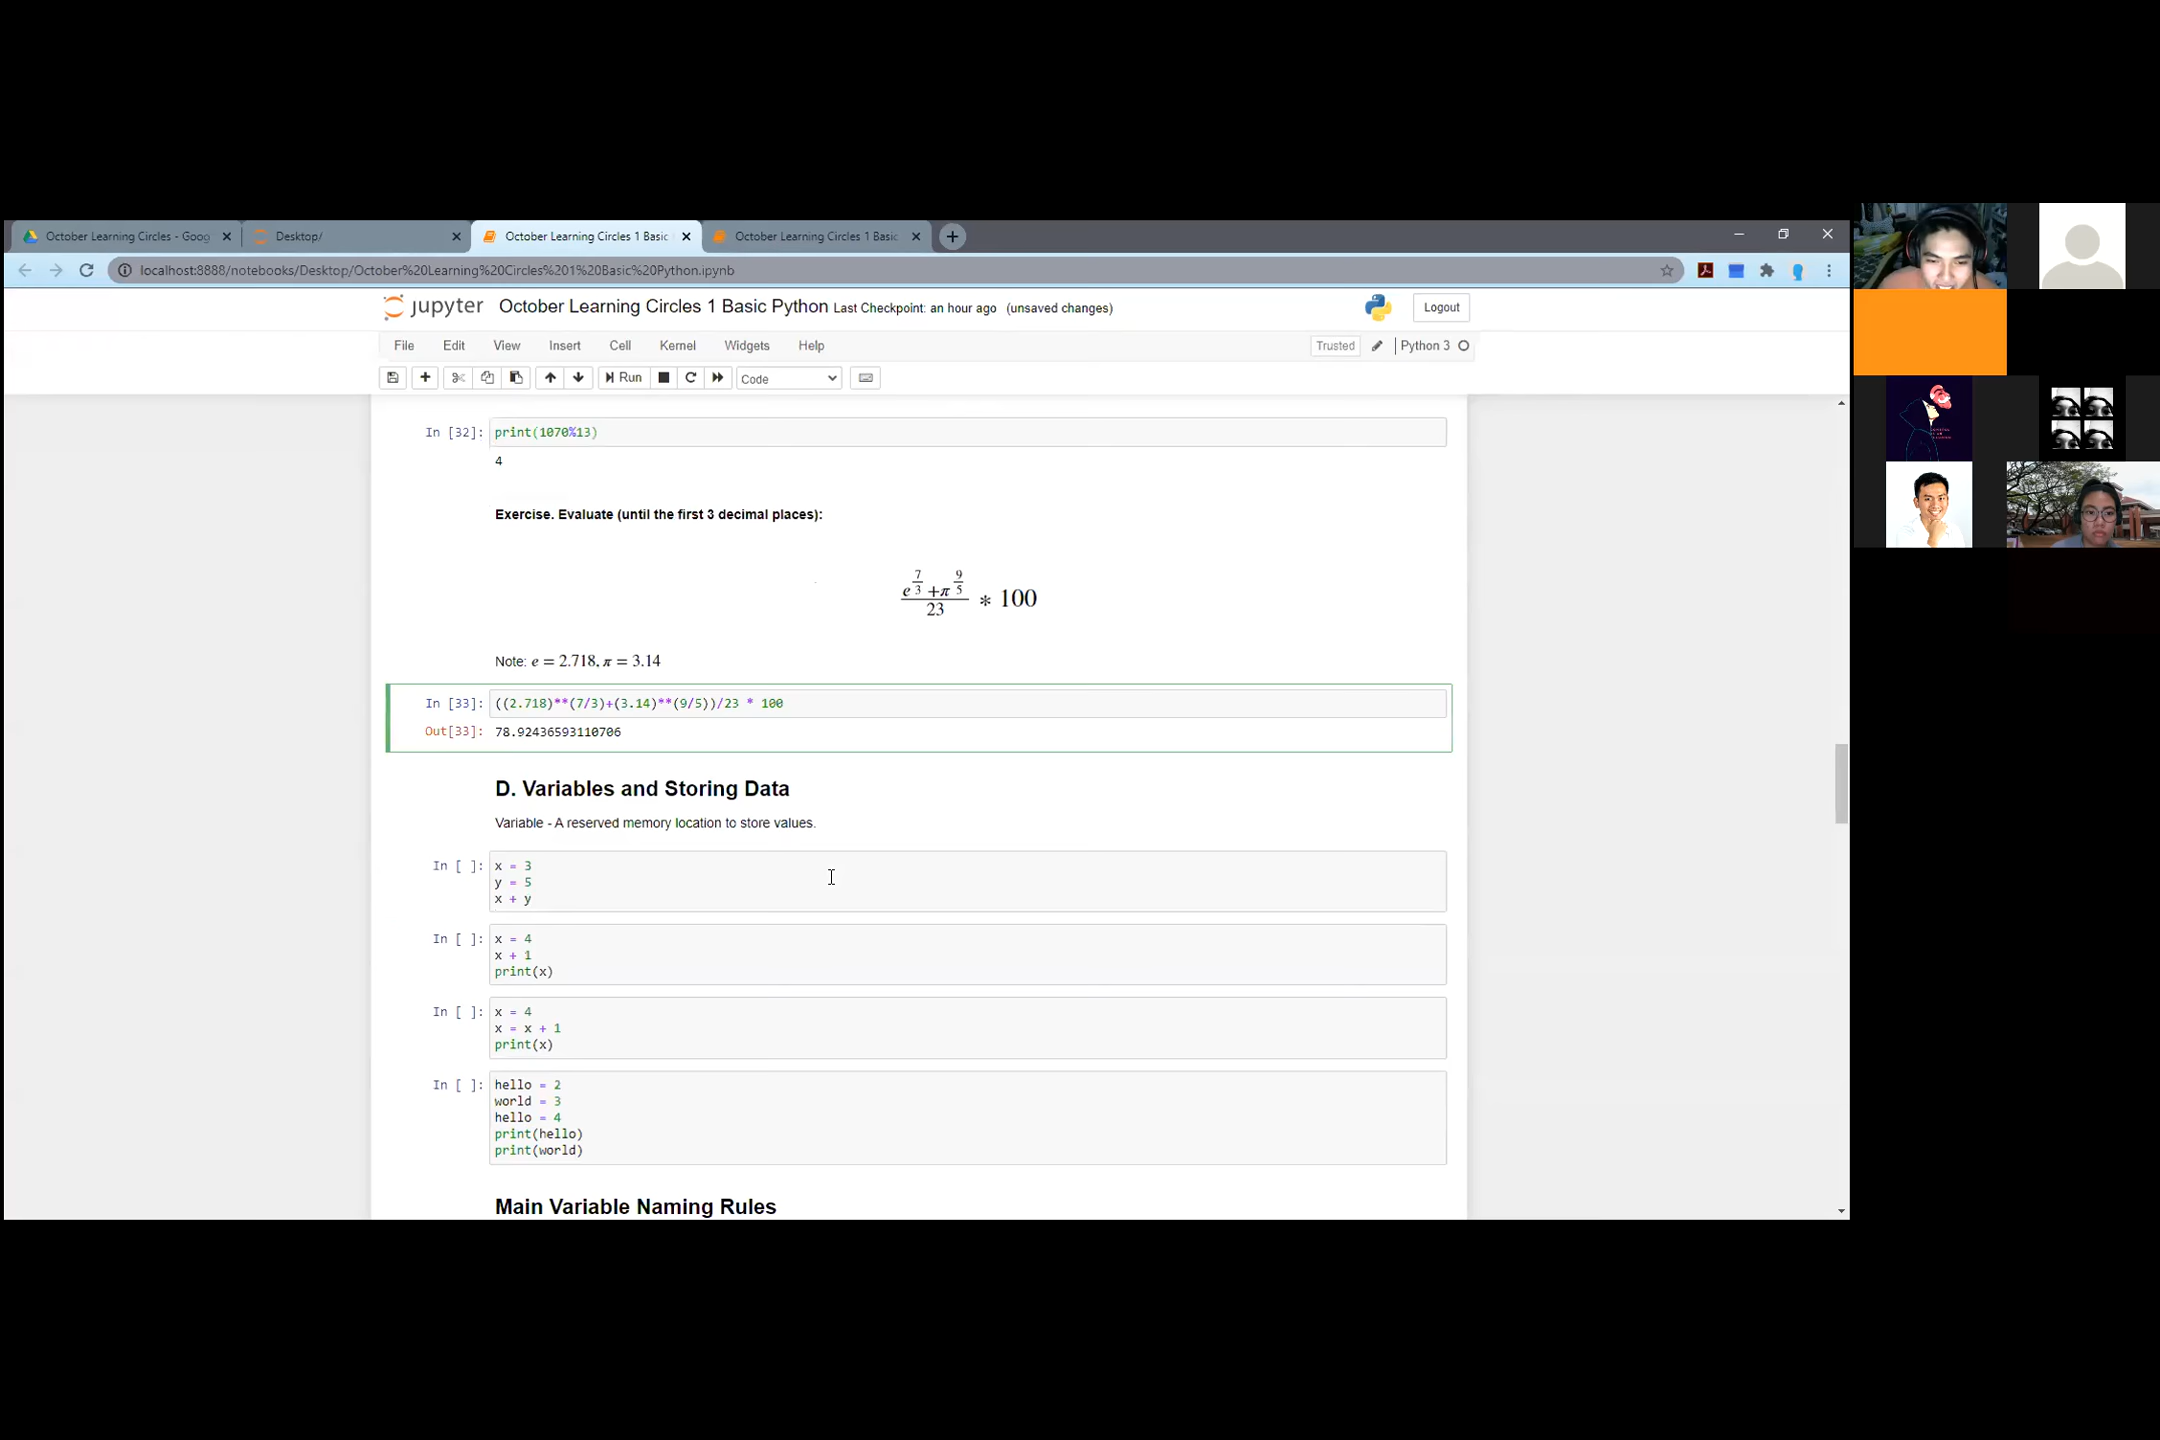 October Learning Circles - Goog
Desktop/
October Learning Circles 1 Basic
October Learning Circles 1 Basic
localhost:8888/notebooks/Desktop/October%20Learning%20Circles%201%20Basic%20Python.ipynb
jupyter October Learning Circles 1 Basic Python Last Checkpoint: an hour ago (unsaved changes)
Logout
File Edit View Insert Cell Kernel Widgets Help
Trusted Python 3
Run Code
In [32]: print(1070%13)
4
Exercise. Evaluate (until the first 3 decimal places):
e^{7/3} + π^{9/5}
23
* 100
Note: e = 2.718, π = 3.14
In [33]: ((2.718)**(7/3)+(3.14)**(9/5))/23 * 100
Out[33]: 78.92436593110706
D. Variables and Storing Data
Variable - A reserved memory location to store values.
In [ ]: x = 3
y = 5
x + y
In [ ]: x = 4
x + 1
print(x)
In [ ]: x = 4
x = x + 1
print(x)
In [ ]: hello = 2
world = 3
hello = 4
print(hello)
print(world)
Main Variable Naming Rules